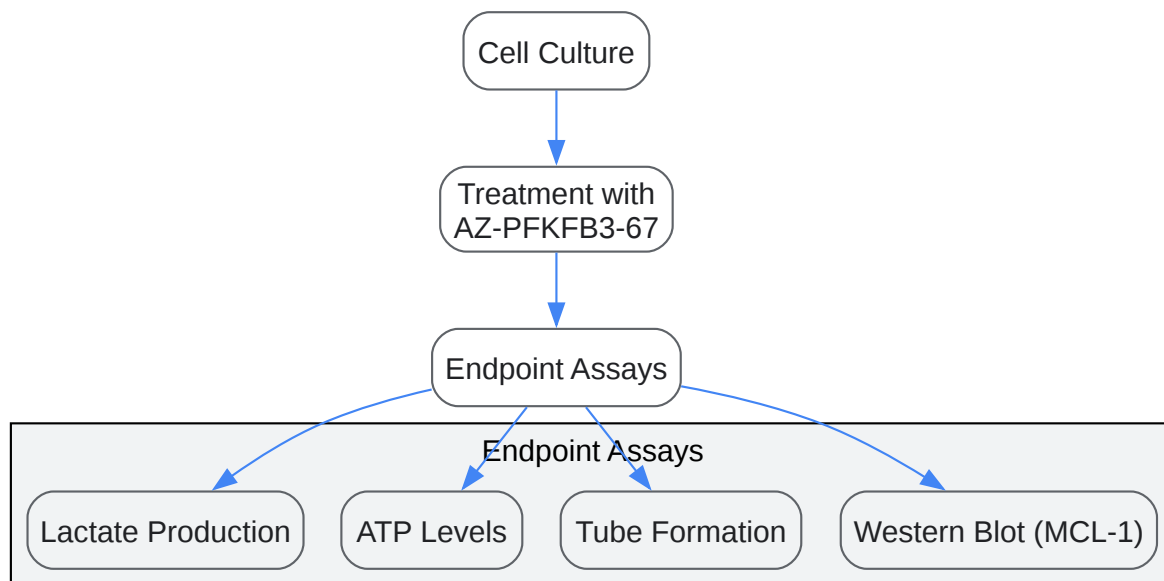 Cell Culture
Treatment with
AZ-PFKFB3-67
Endpoint Assays
Endpoint Assays
Lactate Production
ATP Levels
Tube Formation
Western Blot (MCL-1)